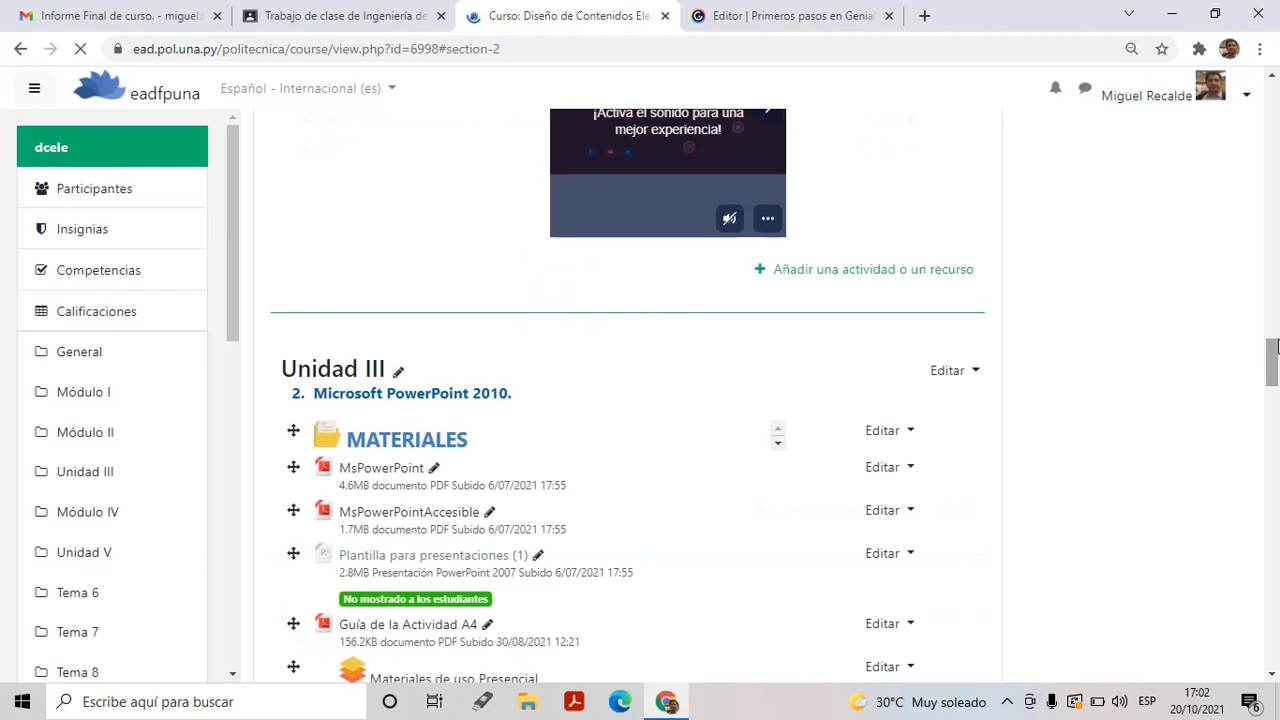 Informe Final de curso. - miguel
Trabajo de clase de Ingeniería de
Curso: Diseño de Contenidos Ele
Editor | Primeros pasos en Genial
ead.pol.una.py/politecnica/course/view.php?id=6998#section-2
eadfpuna
Español - Internacional (es)
Miguel Recalde
dcele
Participantes
Insignias
Competencias
Calificaciones
General
Módulo I
Módulo II
Unidad III
Módulo IV
Unidad V
Tema 6
Tema 7
Tema 8
¡Activa el sonido para una
mejor experiencia!
Añadir una actividad o un recurso
Unidad III
Editar
2. Microsoft PowerPoint 2010.
MATERIALES
Editar
MsPowerPoint
Editar
4.6MB documento PDF Subido 6/07/2021 17:55
MsPowerPointAccesible
Editar
1.7MB documento PDF Subido 6/07/2021 17:55
Plantilla para presentaciones (1)
Editar
2.8MB Presentación PowerPoint 2007 Subido 6/07/2021 17:55
No mostrado a los estudiantes
Guía de la Actividad A4
Editar
156.2KB documento PDF Subido 30/08/2021 12:21
Materiales de uso Presencial
Editar
Escribe aquí para buscar
30°C Muy soleado
ESP
17:02
20/10/2021
6